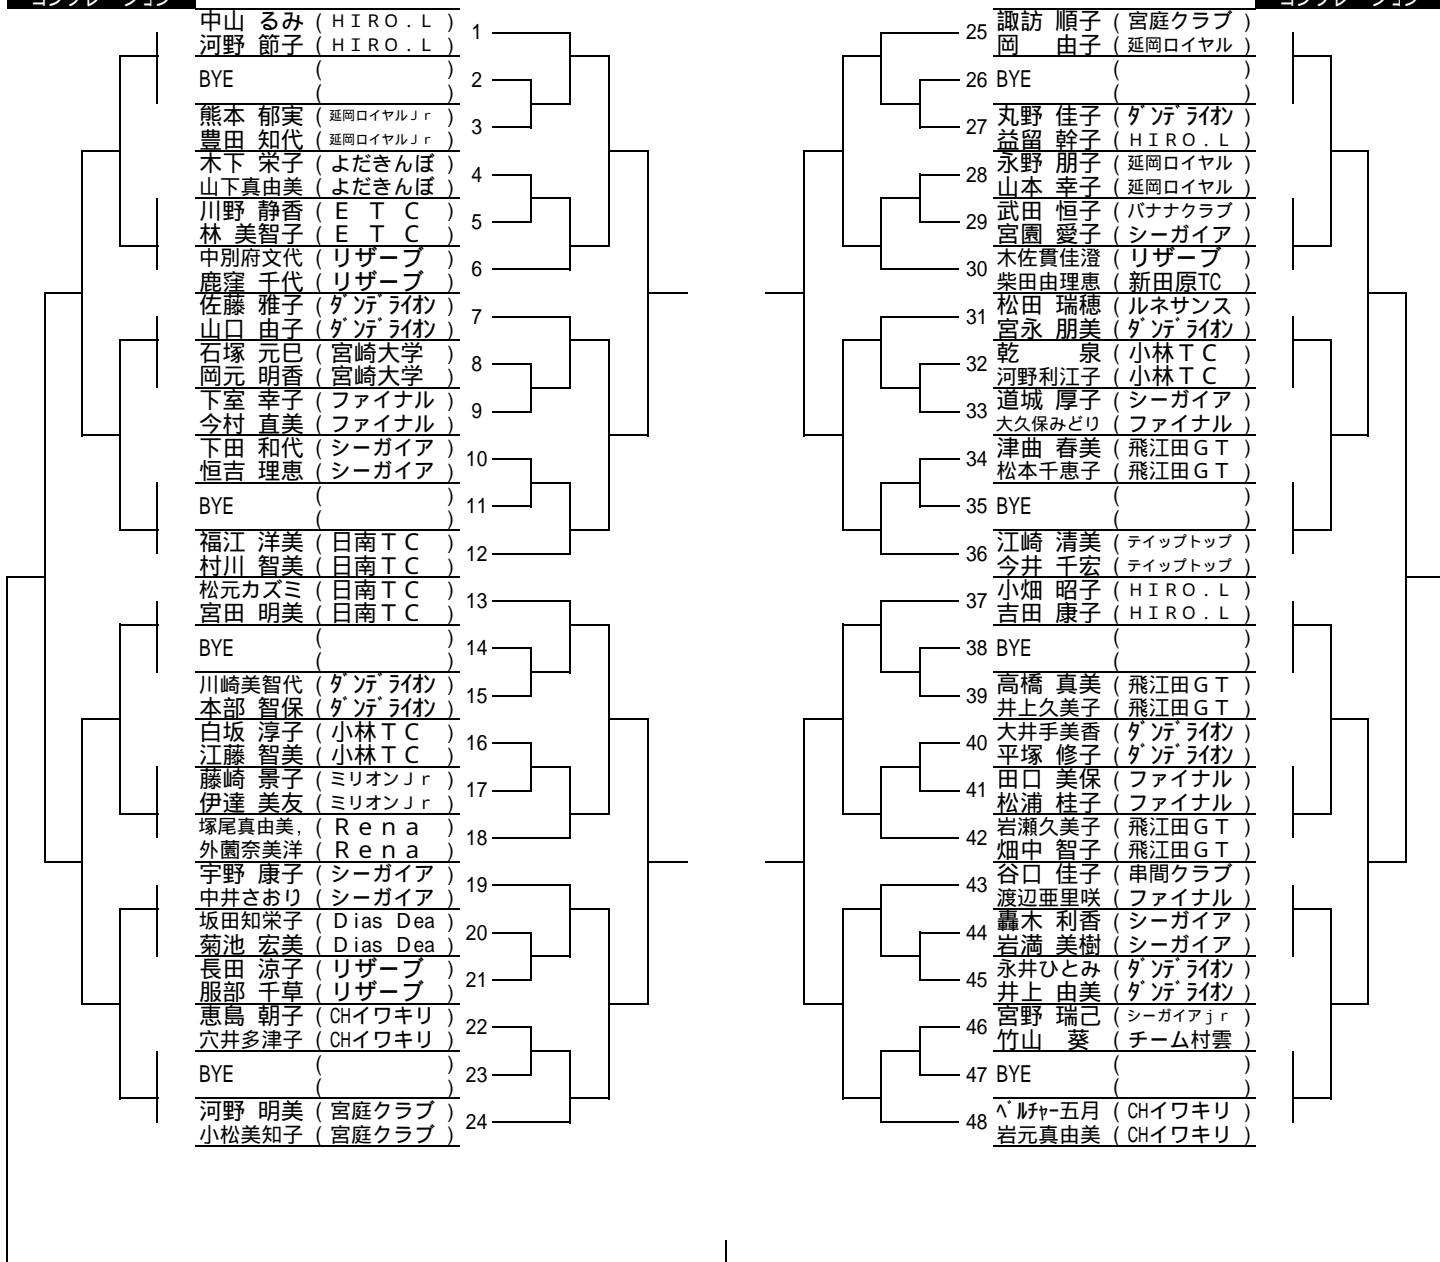 コンソレーション
コンソレーション
中山 るみ ( HIRO.L ) 1
河野 節子 ( HIRO.L )
BYE ( ) 2
( )
熊本 郁実 ( 延岡ロイヤルJr ) 3
豊田 知代 ( 延岡ロイヤルJr )
木下 栄子 ( よだきんぼ ) 4
山下真由美 ( よだきんぼ )
川野 静香 ( ETC ) 5
林 美智子 ( ETC )
中別府文代 ( リザーブ ) 6
鹿窪 千代 ( リザーブ )
佐藤 雅子 ( ダンデライオン ) 7
山口 由子 ( ダンデライオン )
石塚 元巳 ( 宮崎大学 ) 8
岡元 明香 ( 宮崎大学 )
下室 幸子 ( ファイナル ) 9
今村 直美 ( ファイナル )
下田 和代 ( シーガイア ) 10
恒吉 理恵 ( シーガイア )
BYE ( ) 11
( )
福江 洋美 ( 日南TC ) 12
村川 智美 ( 日南TC )
松元カズミ ( 日南TC ) 13
宮田 明美 ( 日南TC )
BYE ( ) 14
( )
川崎美智代 ( ダンデライオン ) 15
本部 智保 ( ダンデライオン )
白坂 淳子 ( 小林TC ) 16
江藤 智美 ( 小林TC )
藤崎 景子 ( ミリオンJr ) 17
伊達 美友 ( ミリオンJr )
塚尾真由美, ( Rena ) 18
外薗奈美洋 ( Rena )
宇野 康子 ( シーガイア ) 19
中井さおり ( シーガイア )
坂田知栄子 ( Dias Dea ) 20
菊池 宏美 ( Dias Dea )
長田 涼子 ( リザーブ ) 21
服部 千草 ( リザーブ )
恵島 朝子 ( CHイワキリ ) 22
穴井多津子 ( CHイワキリ )
BYE ( ) 23
( )
河野 明美 ( 宮庭クラブ ) 24
小松美知子 ( 宮庭クラブ )
25 諏訪 順子 ( 宮庭クラブ )
岡 由子 ( 延岡ロイヤル )
26 BYE ( )
( )
27 丸野 佳子 ( ダンデライオン )
益留 幹子 ( HIRO.L )
28 永野 朋子 ( 延岡ロイヤル )
山本 幸子 ( 延岡ロイヤル )
29 武田 恒子 ( バナナクラブ )
宮園 愛子 ( シーガイア )
30 木佐貫佳澄 ( リザーブ )
柴田由理恵 ( 新田原TC )
31 松田 瑞穂 ( ルネサンス )
宮永 朋美 ( ダンデライオン )
32 乾 泉 ( 小林TC )
河野利江子 ( 小林TC )
33 道城 厚子 ( シーガイア )
大久保みどり ( ファイナル )
34 津曲 春美 ( 飛江田GT )
松本千恵子 ( 飛江田GT )
35 BYE ( )
( )
36 江崎 清美 ( テイップトップ )
今井 千宏 ( テイップトップ )
37 小畑 昭子 ( HIRO.L )
吉田 康子 ( HIRO.L )
38 BYE ( )
( )
39 高橋 真美 ( 飛江田GT )
井上久美子 ( 飛江田GT )
40 大井手美香 ( ダンデライオン )
平塚 修子 ( ダンデライオン )
41 田口 美保 ( ファイナル )
松浦 桂子 ( ファイナル )
42 岩瀬久美子 ( 飛江田GT )
畑中 智子 ( 飛江田GT )
43 谷口 佳子 ( 串間クラブ )
渡辺亜里咲 ( ファイナル )
44 轟木 利香 ( シーガイア )
岩満 美樹 ( シーガイア )
45 永井ひとみ ( ダンデライオン )
井上 由美 ( ダンデライオン )
46 宮野 瑞己 ( シーガイアjr )
竹山 葵 ( チーム村雲 )
47 BYE ( )
( )
48 ベルチャー五月 ( CHイワキリ )
岩元真由美 ( CHイワキリ )